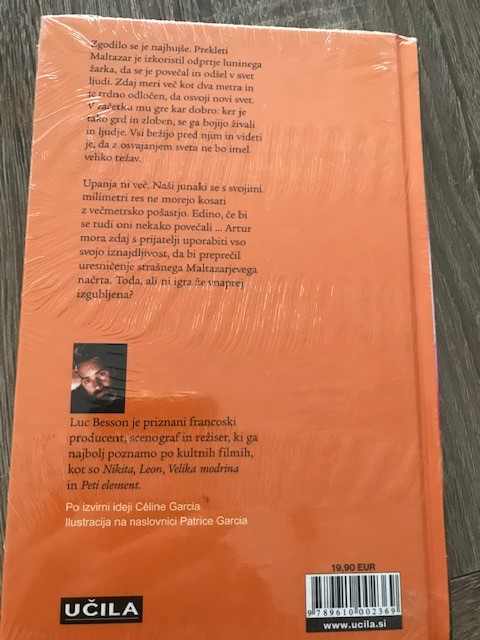 Zgodilo se je najhujše. Prekleti
Maltazar je izkoristil odprtje luninega
žarka, da se je povečal in odšel v svet
ljudi. Zdaj meri več kot dva metra in
je trdno odločen, da osvoji novi svet.
V začetku mu gre kar dobro: ker je
tako grd in zloben, se ga bojijo živali
in ljudje. Vsi bežijo pred njim in videti
je, da z osvajanjem sveta ne bo imel
veliko težav.
Upanja ni več. Naši junaki se s svojimi
milimetri res ne morejo kosati
z večmetrsko pošastjo. Edino, če bi
se tudi oni nekako povečali ... Artur
mora zdaj s prijatelji uporabiti vso
svojo iznajdljivost, da bi preprečil
uresničenje strašnega Maltazarjevega
načrta. Toda, ali ni igra že vnaprej
izgubljena?
Luc Besson je priznani francoski
producent, scenograf in režiser, ki ga
najbolj poznamo po kultnih filmih,
kot so Nikita, Leon, Velika modrina
in Peti element.
Po izvirni ideji Céline Garcia
Ilustracija na naslovnici Patrice Garcia
19,90 EUR
9 789610 002369
www.ucila.si
UČILA